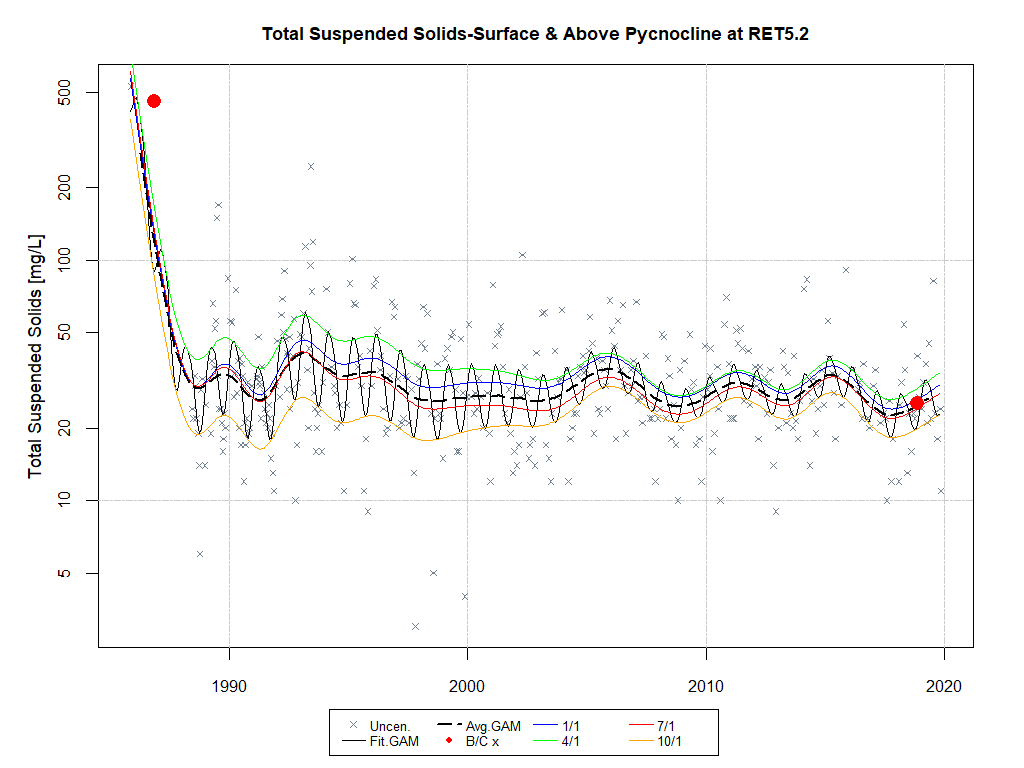 Total Suspended Solids-Surface & Above Pycnocline at RET5.2
Total Suspended Solids [mg/L]
500
200
100
50
20
10
5
1990 2000 2010 2020
Uncen. Avg.GAM 1/1 7/1
Fit.GAM B/C x 4/1 10/1